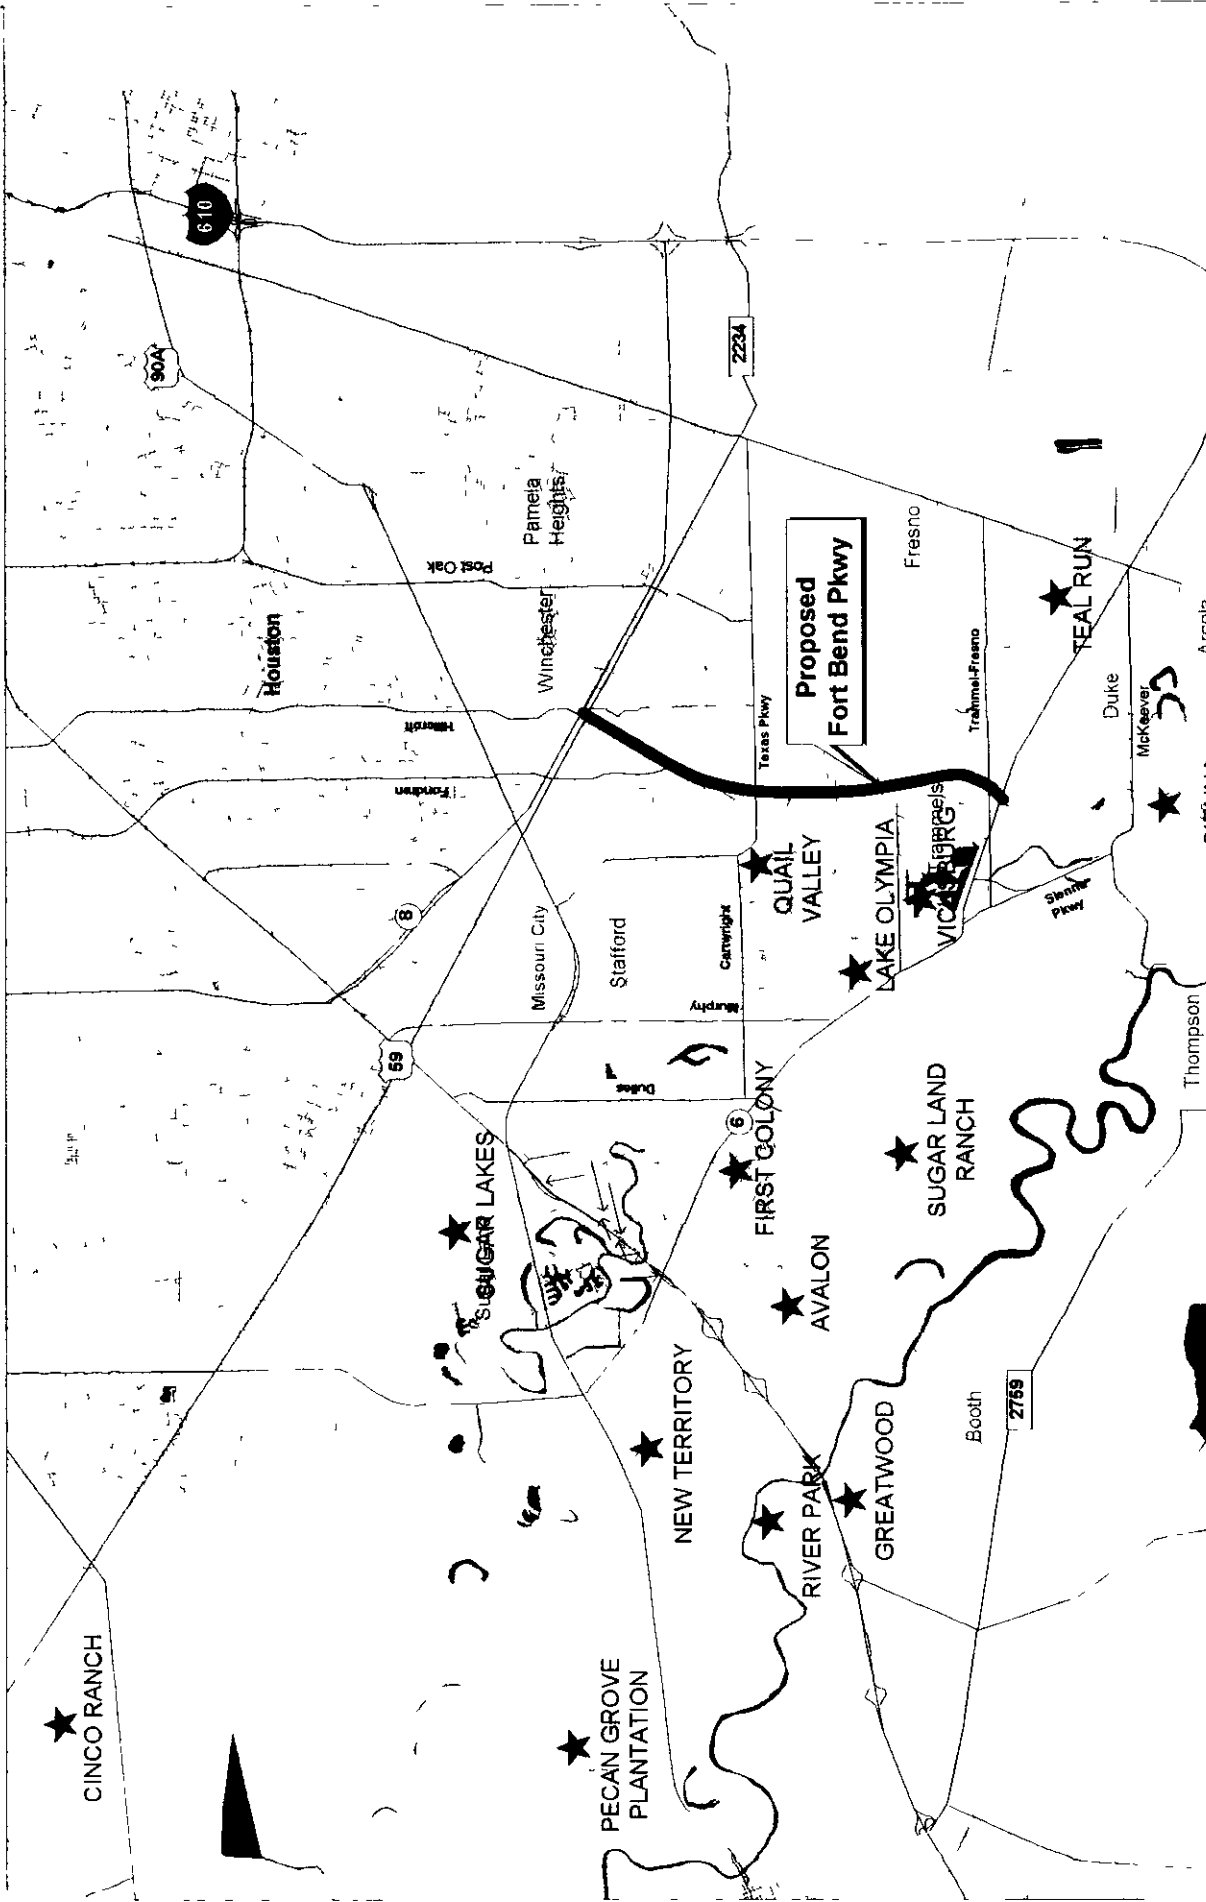 CINCO RANCH
PECAN GROVE
PLANTATION
NEW TERRITORY
RIVER PARK
GREATWOOD
Booth
2759
SUGAR LAKES
AVALON
FIRST COLONY
SUGAR LAND
RANCH
Thompson
6
59
8
Dulles
Murphy
Cartwright
Missouri City
Stafford
QUAIL
VALLEY
LAKE OLYMPIA
VICKSBURG
Trammels
Sienna
Pkwy
Fondren
Hillcroft
Houston
Post Oak
Winchester
Pamela
Heights
Texas Pkwy
Proposed
Fort Bend Pkwy
Trammel-Fresno
Fresno
TEAL RUN
Duke
McKeever
90A
610
2234